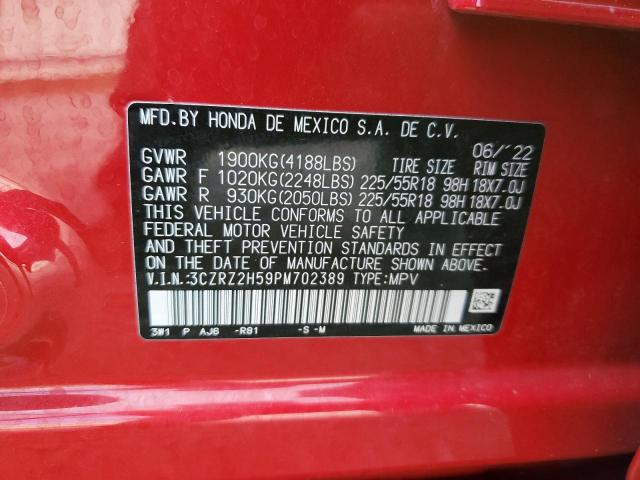 MFD. BY HONDA DE MEXICO S.A. DE C.V.
06/'22
GVWR 1900KG(4188LBS) TIRE SIZE RIM SIZE
GAWR F 1020KG(2248LBS) 225/55R18 98H 18X7.0J
GAWR R 930KG(2050LBS) 225/55R18 98H 18X7.0J
THIS VEHICLE CONFORMS TO ALL APPLICABLE
FEDERAL MOTOR VEHICLE SAFETY
AND THEFT PREVENTION STANDARDS IN EFFECT
ON THE DATE OF MANUFACTURE SHOWN ABOVE.
V.I.N.:3CZRZ2H59PM702389 TYPE:MPV
3W1 P AJ6 -R81 -S -M MADE IN MEXICO